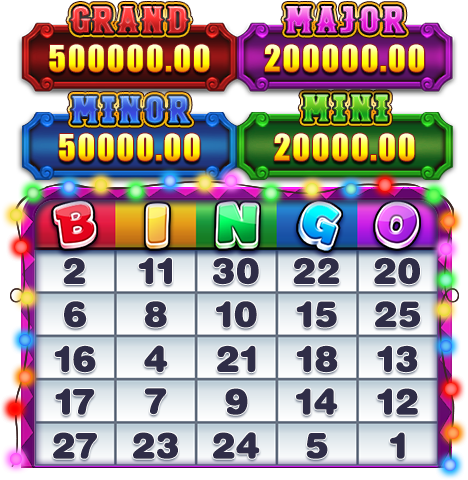 GRAND MAJOR
500000.00 200000.00
MINOR MINI
50000.00 20000.00
B I N G O
2 11 30 22 20
6 8 10 15 25
16 4 21 18 13
17 7 9 14 12
27 23 24 5 1